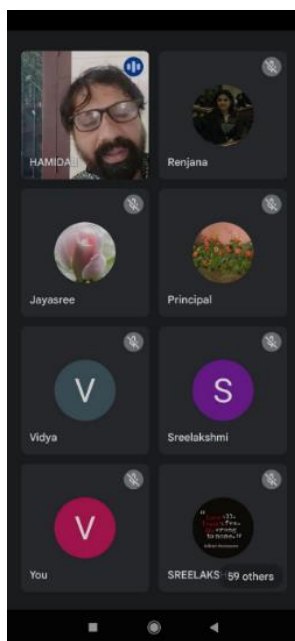 HAMIDALI
Renjana
Jayasree
Principal
V
Vidya
S
Sreelakshmi
V
You
SREELAKS
59 others